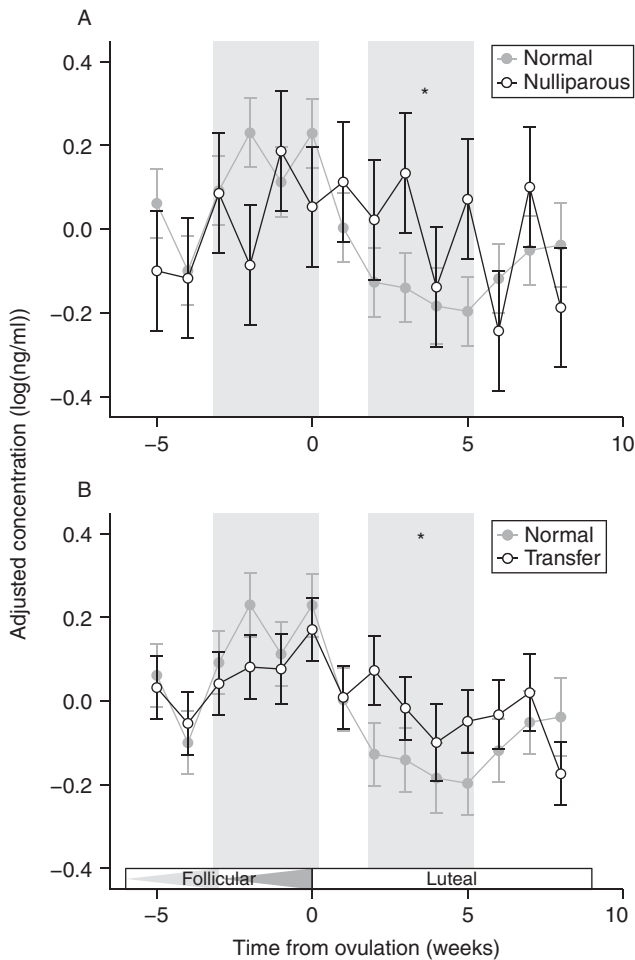 A
Adjusted concentration (log(ng/ml))
0.4
0.2
0.0
−0.2
−0.4
*
Normal
Nulliparous
−5
0
5
10
B
0.4
0.2
0.0
−0.2
−0.4
*
Normal
Transfer
Follicular
Luteal
−5
0
5
10
Time from ovulation (weeks)